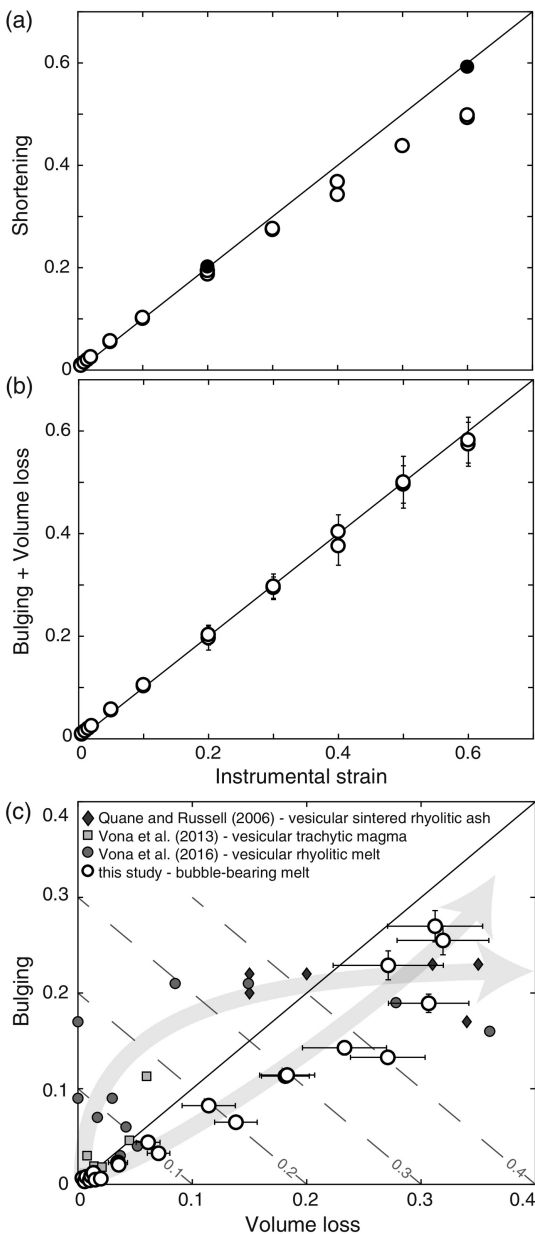 (a)
0.6
0.4
0.2
0
Shortening
(b)
0.6
0.4
0.2
0
Bulging + Volume loss
0
0.2
0.4
0.6
Instrumental strain
(c)
0.4
0.3
0.2
0.1
0
Bulging
Quane and Russell (2006) - vesicular sintered rhyolitic ash
Vona et al. (2013) - vesicular trachytic magma
Vona et al. (2016) - vesicular rhyolitic melt
this study - bubble-bearing melt
0.1
0.2
0.3
0.4
0
0.1
0.2
0.3
0.4
Volume loss